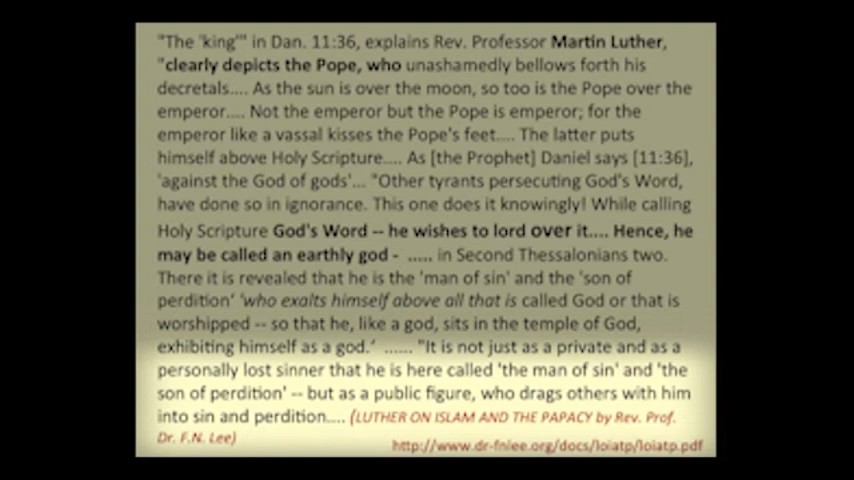 "The 'king'" in Dan. 11:36, explains Rev. Professor Martin Luther,
"clearly depicts the Pope, who unashamedly bellows forth his
decretals.... As the sun is over the moon, so too is the Pope over the
emperor.... Not the emperor but the Pope is emperor; for the
emperor like a vassal kisses the Pope's feet.... The latter puts
himself above Holy Scripture.... As [the Prophet] Daniel says [11:36],
'against the God of gods'... "Other tyrants persecuting God's Word,
have done so in ignorance. This one does it knowingly! While calling
Holy Scripture God's Word -- he wishes to lord over it.... Hence, he
may be called an earthly god - ..... in Second Thessalonians two.
There it is revealed that he is the 'man of sin' and the 'son of
perdition' 'who exalts himself above all that is called God or that is
worshipped -- so that he, like a god, sits in the temple of God,
exhibiting himself as a god.' ...... "It is not just as a private and as a
personally lost sinner that he is here called 'the man of sin' and 'the
son of perdition' -- but as a public figure, who drags others with him
into sin and perdition.... (LUTHER ON ISLAM AND THE PAPACY by Rev. Prof.
Dr. F.N. Lee)
http://www.dr-fnlee.org/docs/loiatp/loiatp.pdf